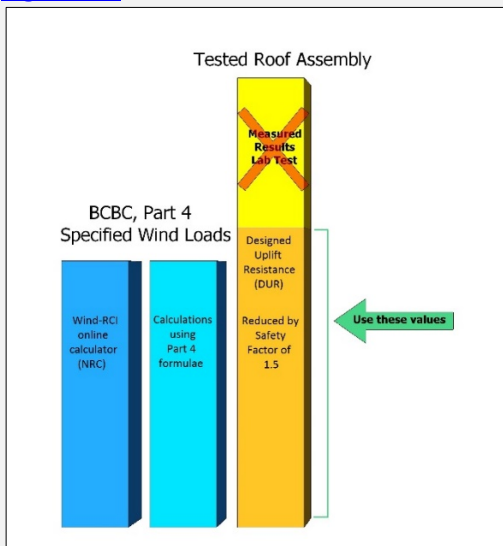 Tested Roof Assembly
Measured
Results
Lab Test
BCBC, Part 4
Specified Wind Loads
Designed
Uplift
Resistance
(DUR)
Reduced by
Safety
Factor of
1.5
Wind-RCI
online
calculator
(NRC)
Calculations
using
Part 4
formulae
Use these values